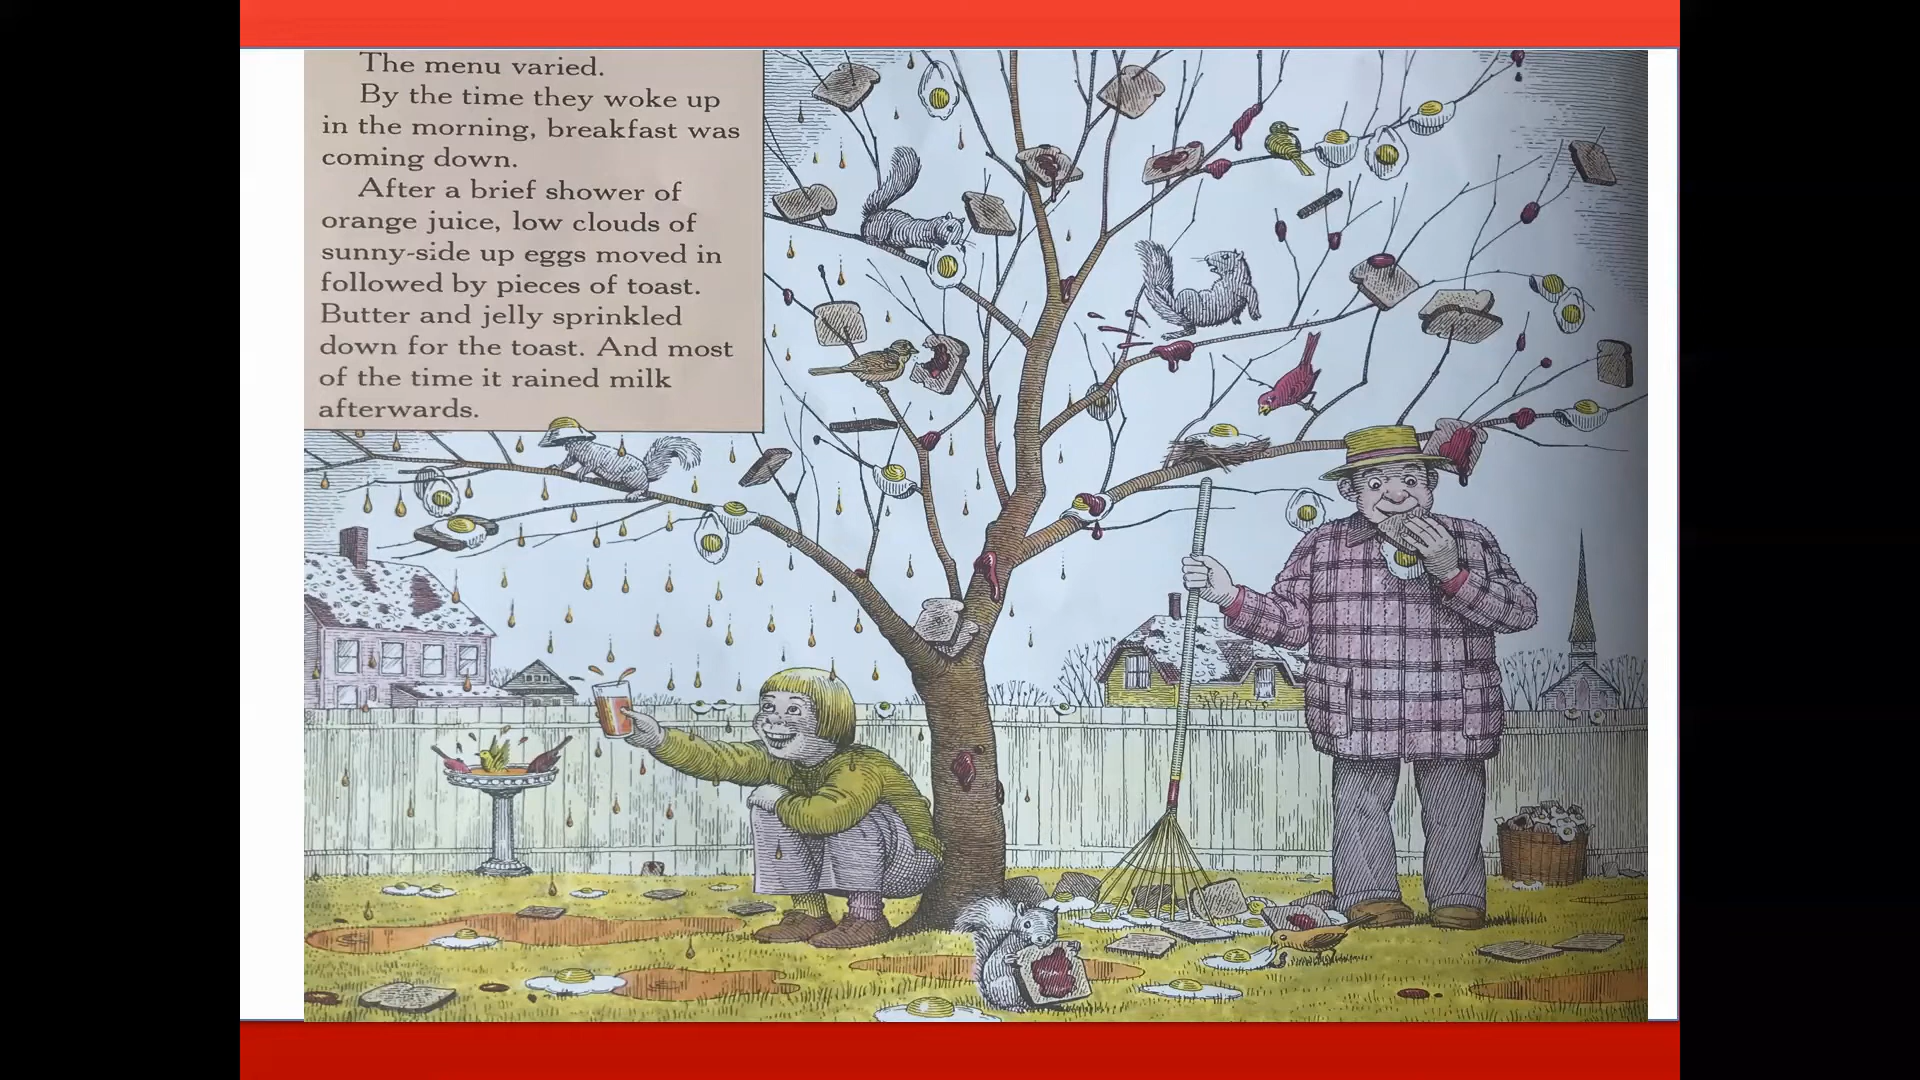 The menu varied.
By the time they woke up
in the morning, breakfast was
coming down.
After a brief shower of
orange juice, low clouds of
sunny-side up eggs moved in
followed by pieces of toast.
Butter and jelly sprinkled
down for the toast. And most
of the time it rained milk
afterwards.